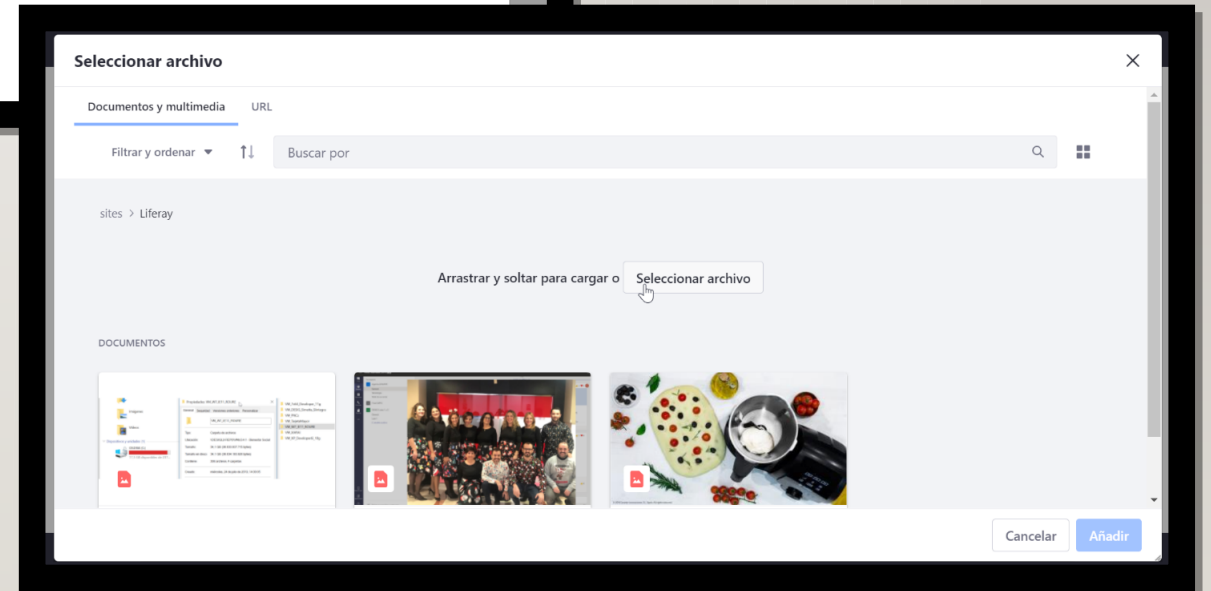 Seleccionar archivo
Documentos y multimedia URL
Filtrar y ordenar Buscar por
sites > Liferay
Arrastrar y soltar para cargar o Seleccionar archivo
DOCUMENTOS
Cancelar Añadir